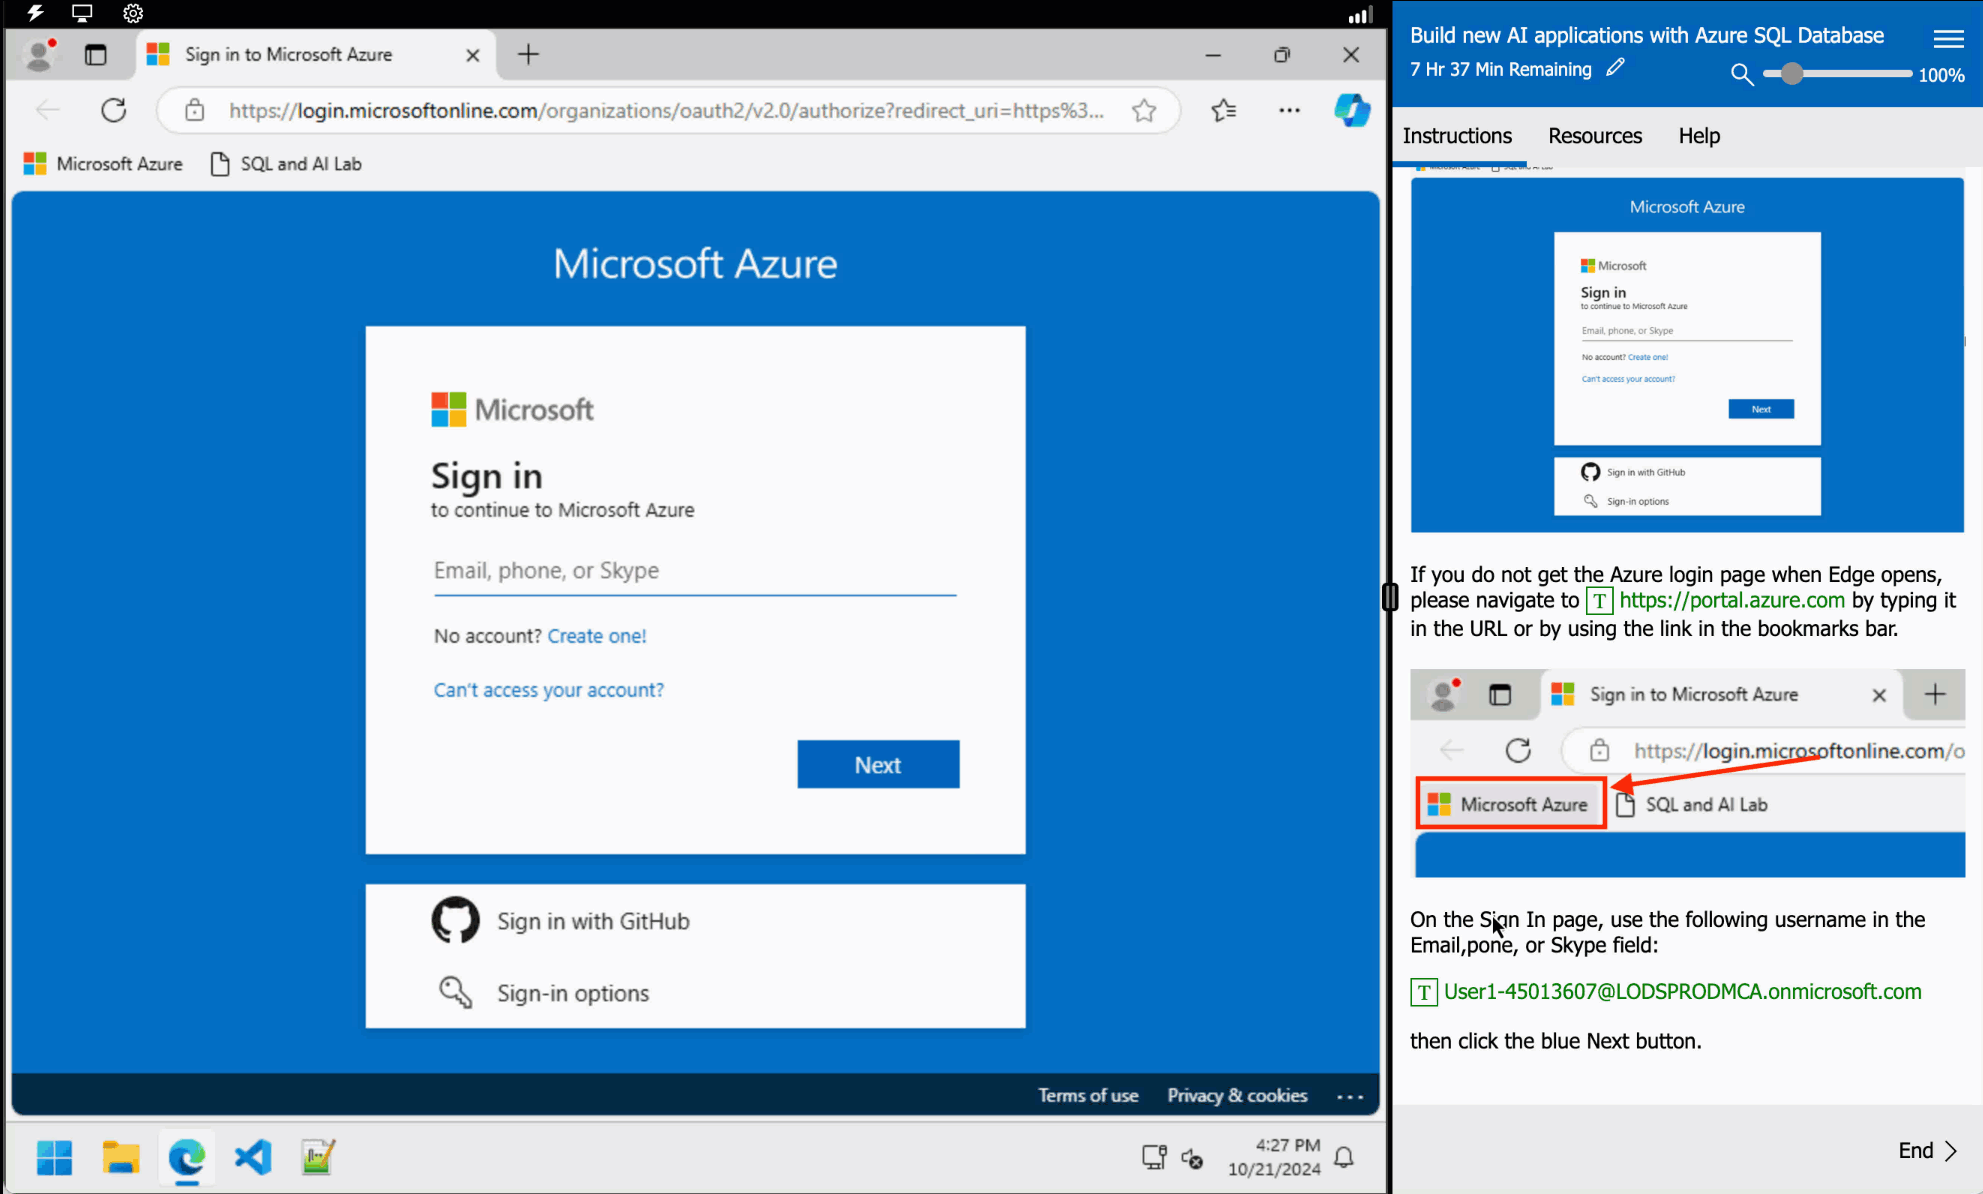 Sign in to Microsoft Azure
https://login.microsoftonline.com/organizations/oauth2/v2.0/authorize?redirect_uri=https%3...
Microsoft Azure
SQL and AI Lab
Microsoft Azure
Microsoft
Sign in
to continue to Microsoft Azure
Email, phone, or Skype
No account? Create one!
Can't access your account?
Next
Sign in with GitHub
Sign-in options
Terms of use
Privacy & cookies
4:27 PM
10/21/2024
Build new AI applications with Azure SQL Database
7 Hr 37 Min Remaining
100%
Instructions
Resources
Help
Microsoft Azure
Microsoft
Sign in
to continue to Microsoft Azure
Email, phone, or Skype
No account? Create one!
Can't access your account?
Next
Sign in with GitHub
Sign-in options
If you do not get the Azure login page when Edge opens,
please navigate to T https://portal.azure.com by typing it
in the URL or by using the link in the bookmarks bar.
Sign in to Microsoft Azure
https://login.microsoftonline.com/o
Microsoft Azure
SQL and AI Lab
On the Sign In page, use the following username in the
Email,pone, or Skype field:
T User1-45013607@LODSPRODMCA.onmicrosoft.com
then click the blue Next button.
End